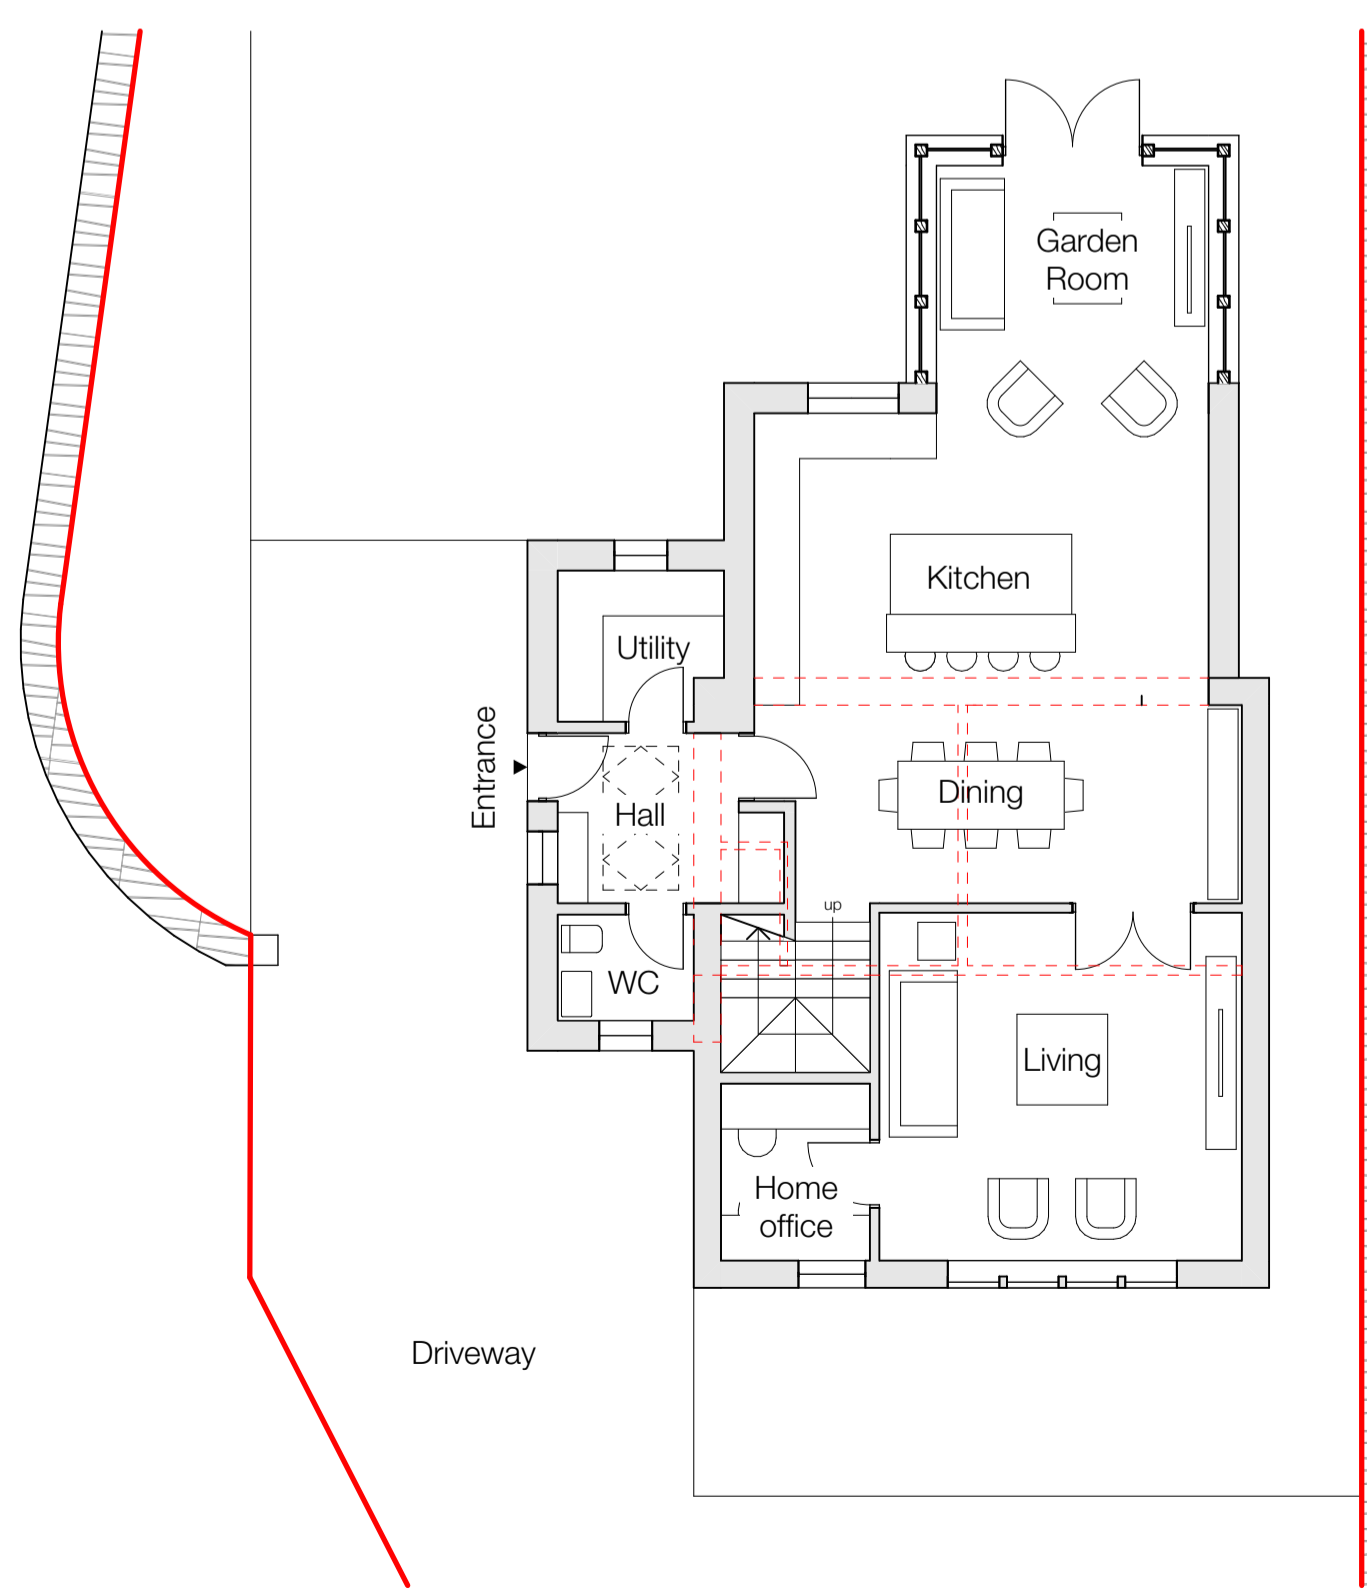 Garden
Room
Kitchen
Utility
Entrance
Hall
Dining
up
WC
Living
Home
office
Driveway